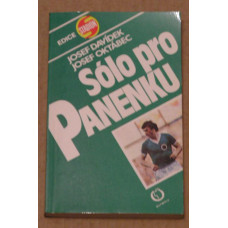 EDICE
JOSEF DAVÍDEK
JOSEF OKTÁBEC
Sólo pro
PANENKU